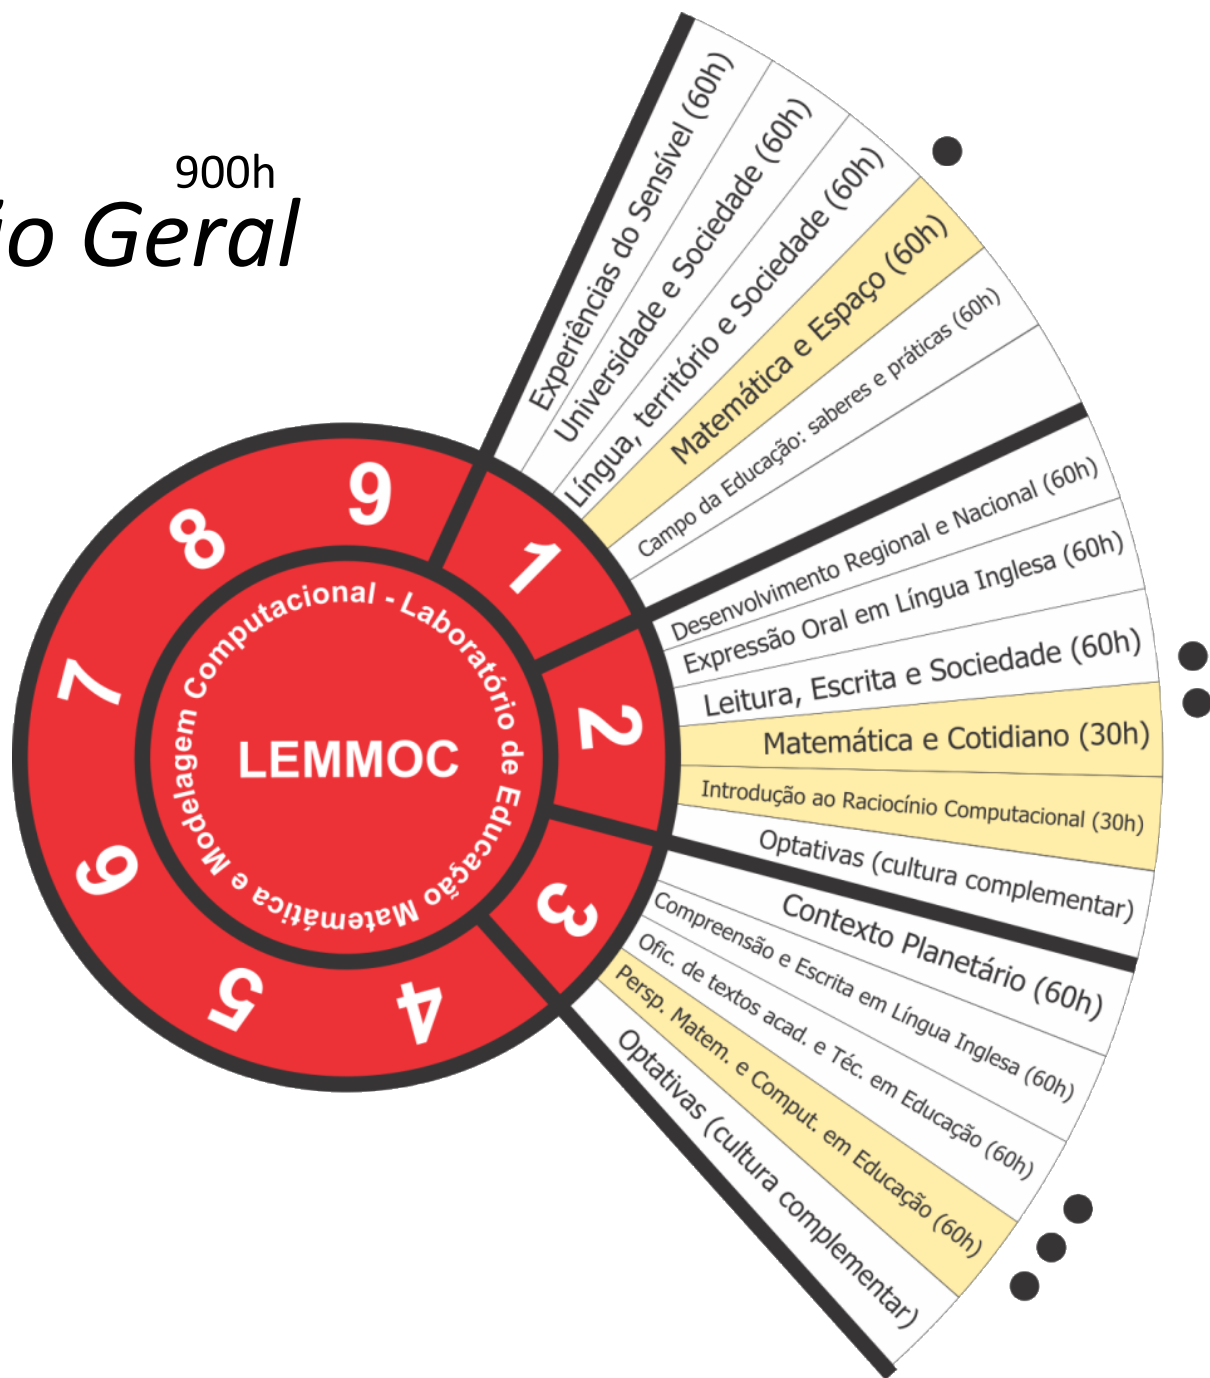 900h
io Geral
Experiências do Sensível (60h)
Universidade e Sociedade (60h)
Língua, território e Sociedade (60h)
Matemática e Espaço (60h)
Campo da Educação: saberes e práticas (60h)
Desenvolvimento Regional e Nacional (60h)
Expressão Oral em Língua Inglesa (60h)
Leitura, Escrita e Sociedade (60h)
Matemática e Cotidiano (30h)
Introdução ao Raciocínio Computacional (30h)
Optativas (cultura complementar)
Contexto Planetário (60h)
Compreensão e Escrita em Língua Inglesa (60h)
Ofic. de textos acad. e Téc. em Educação (60h)
Persp. Matem. e Comput. em Educação (60h)
Optativas (cultura complementar)
1
2
3
4
5
6
7
8
9
LEMMOC
Laboratório de Educação Matemática e Modelagem Computacional -